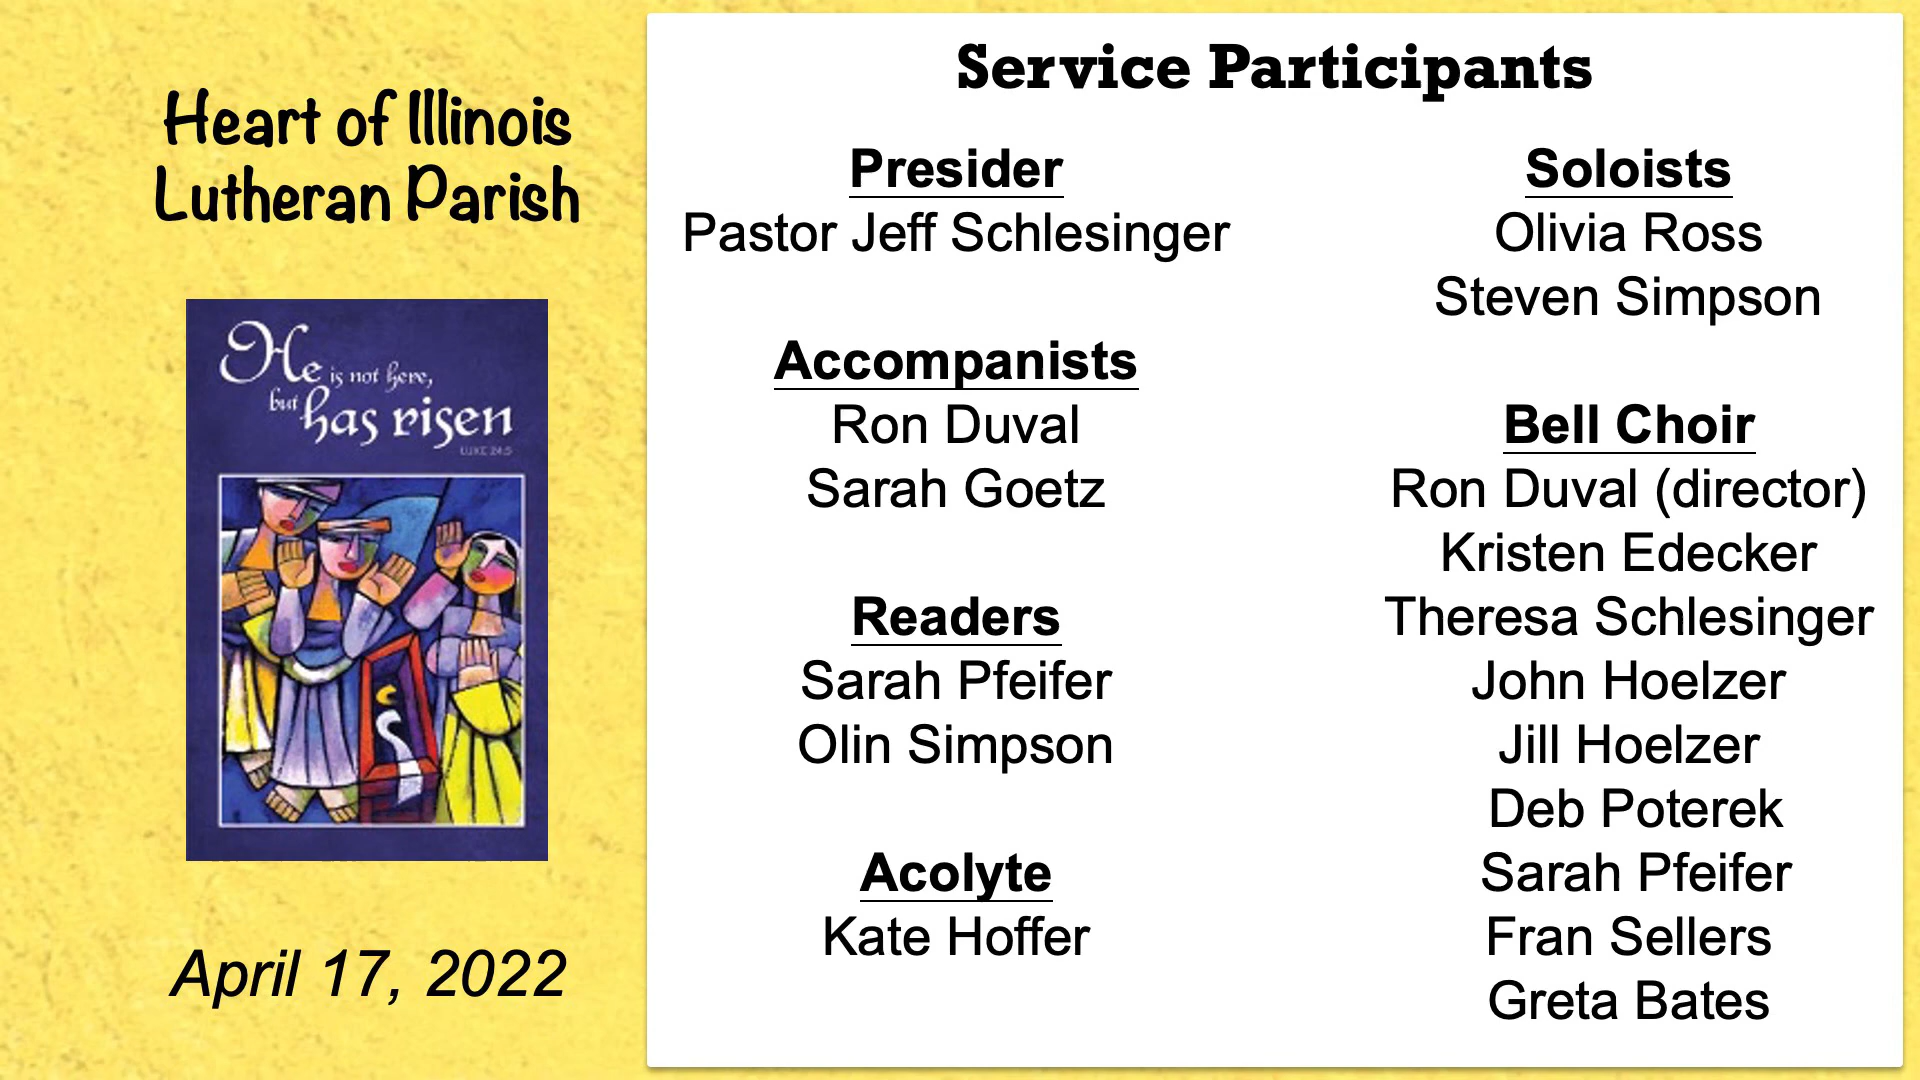 Heart of Illinois
Lutheran Parish
He is not here,
but has risen
LUKE 24:5
April 17, 2022
Service Participants
Presider
Pastor Jeff Schlesinger
Accompanists
Ron Duval
Sarah Goetz
Readers
Sarah Pfeifer
Olin Simpson
Acolyte
Kate Hoffer
Soloists
Olivia Ross
Steven Simpson
Bell Choir
Ron Duval (director)
Kristen Edecker
Theresa Schlesinger
John Hoelzer
Jill Hoelzer
Deb Poterek
Sarah Pfeifer
Fran Sellers
Greta Bates